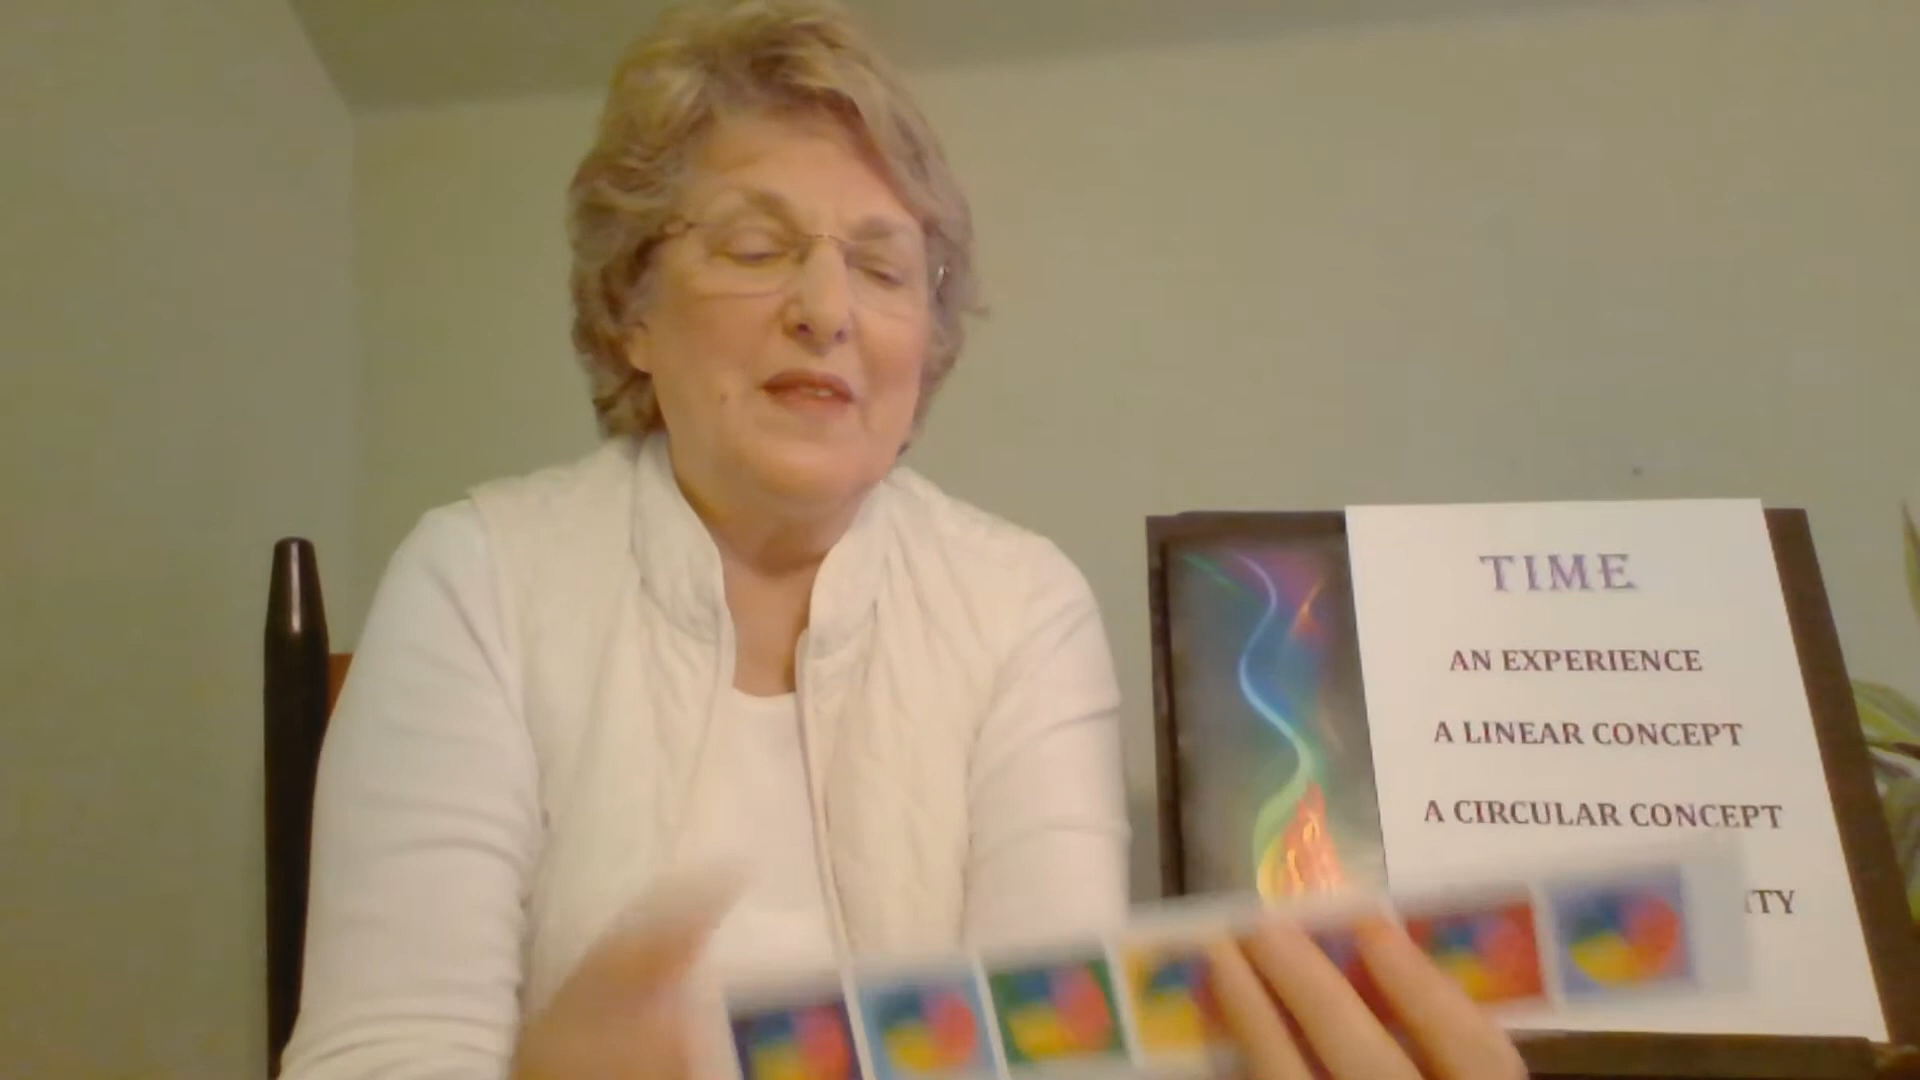 TIME
AN EXPERIENCE
A LINEAR CONCEPT
A CIRCULAR CONCEPT